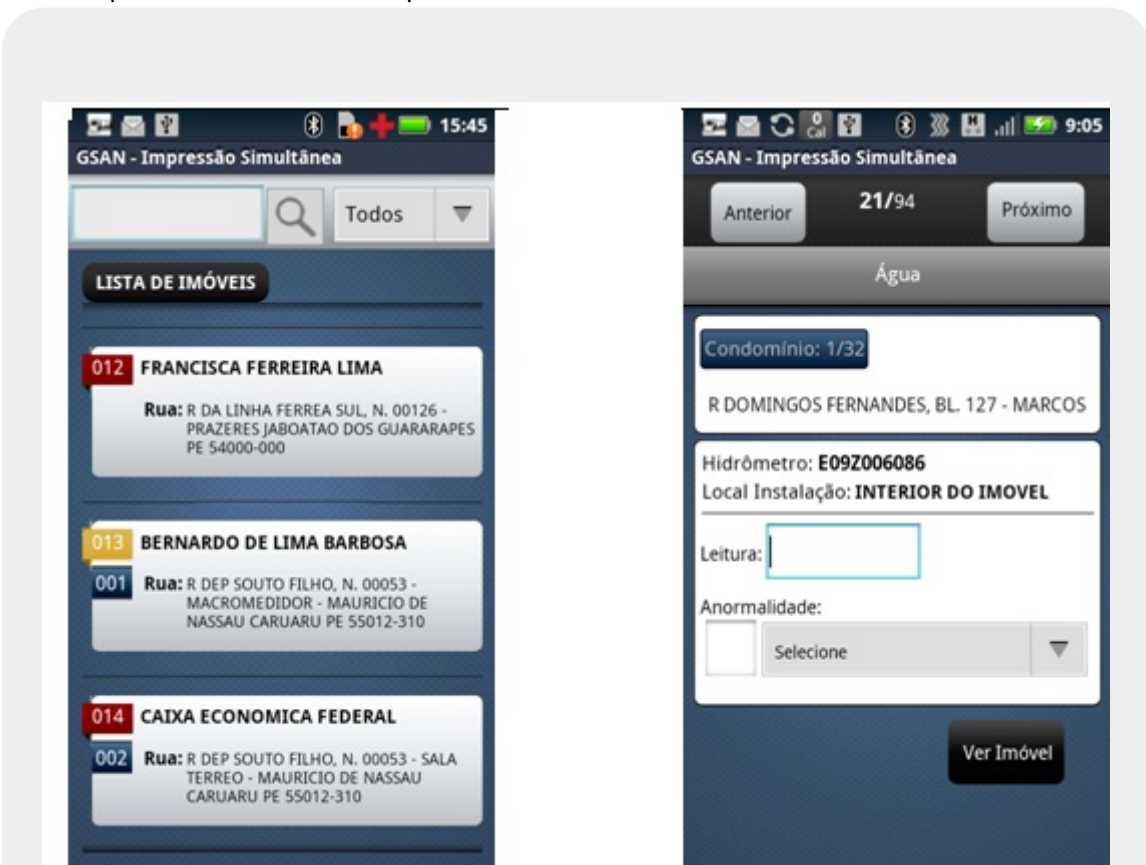 15:45
GSAN - Impressão Simultânea
Todos
LISTA DE IMÓVEIS
012 FRANCISCA FERREIRA LIMA
Rua: R DA LINHA FERREA SUL, N. 00126 -
PRAZERES JABOATAO DOS GUARARAPES
PE 54000-000
013 BERNARDO DE LIMA BARBOSA
001 Rua: R DEP SOUTO FILHO, N. 00053 -
MACROMEDIDOR - MAURICIO DE
NASSAU CARUARU PE 55012-310
014 CAIXA ECONOMICA FEDERAL
002 Rua: R DEP SOUTO FILHO, N. 00053 - SALA
TERREO - MAURICIO DE NASSAU
CARUARU PE 55012-310
0
Cal
H
9:05
GSAN - Impressão Simultânea
Anterior 21/94 Próximo
Água
Condomínio: 1/32
R DOMINGOS FERNANDES, BL. 127 - MARCOS
Hidrômetro: E09Z006086
Local Instalação: INTERIOR DO IMOVEL
Leitura:
Anormalidade:
Selecione
Ver Imóvel